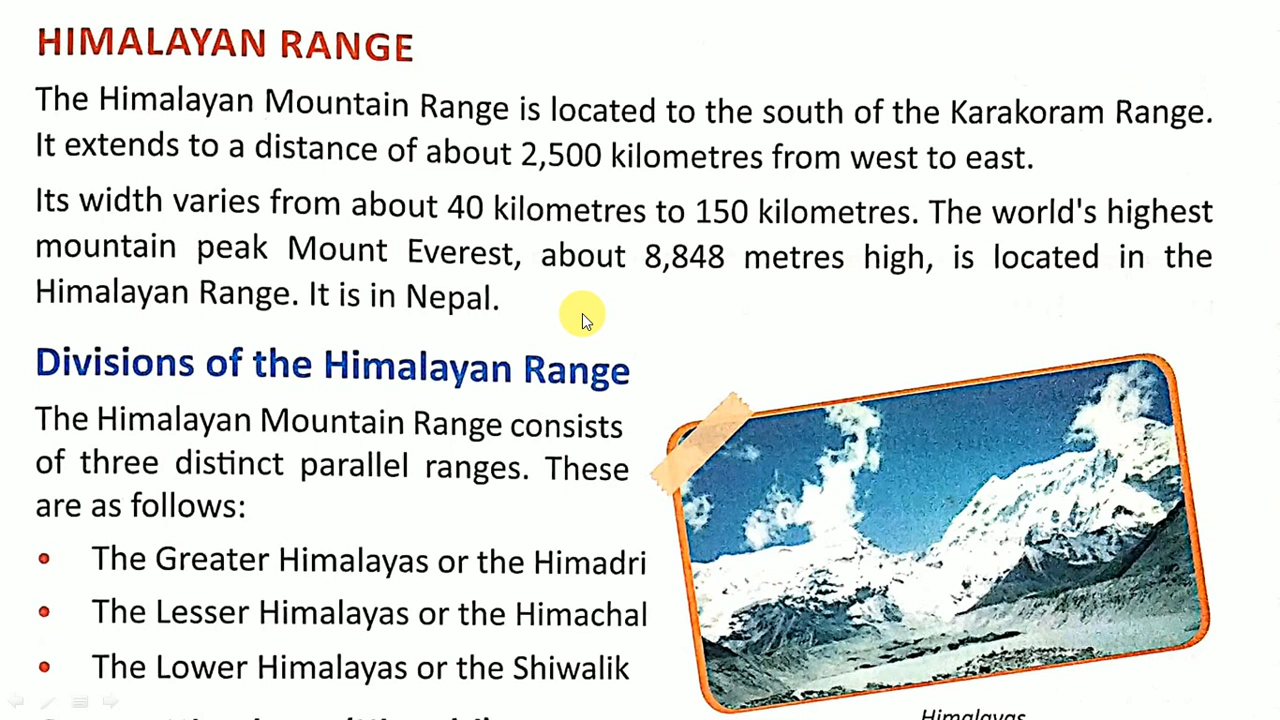 HIMALAYAN RANGE
The Himalayan Mountain Range is located to the south of the Karakoram Range.
It extends to a distance of about 2,500 kilometres from west to east.
Its width varies from about 40 kilometres to 150 kilometres. The world's highest
mountain peak Mount Everest, about 8,848 metres high, is located in the
Himalayan Range. It is in Nepal.
Divisions of the Himalayan Range
The Himalayan Mountain Range consists
of three distinct parallel ranges. These
are as follows:
• The Greater Himalayas or the Himadri
• The Lesser Himalayas or the Himachal
• The Lower Himalayas or the Shiwalik
Himalayas